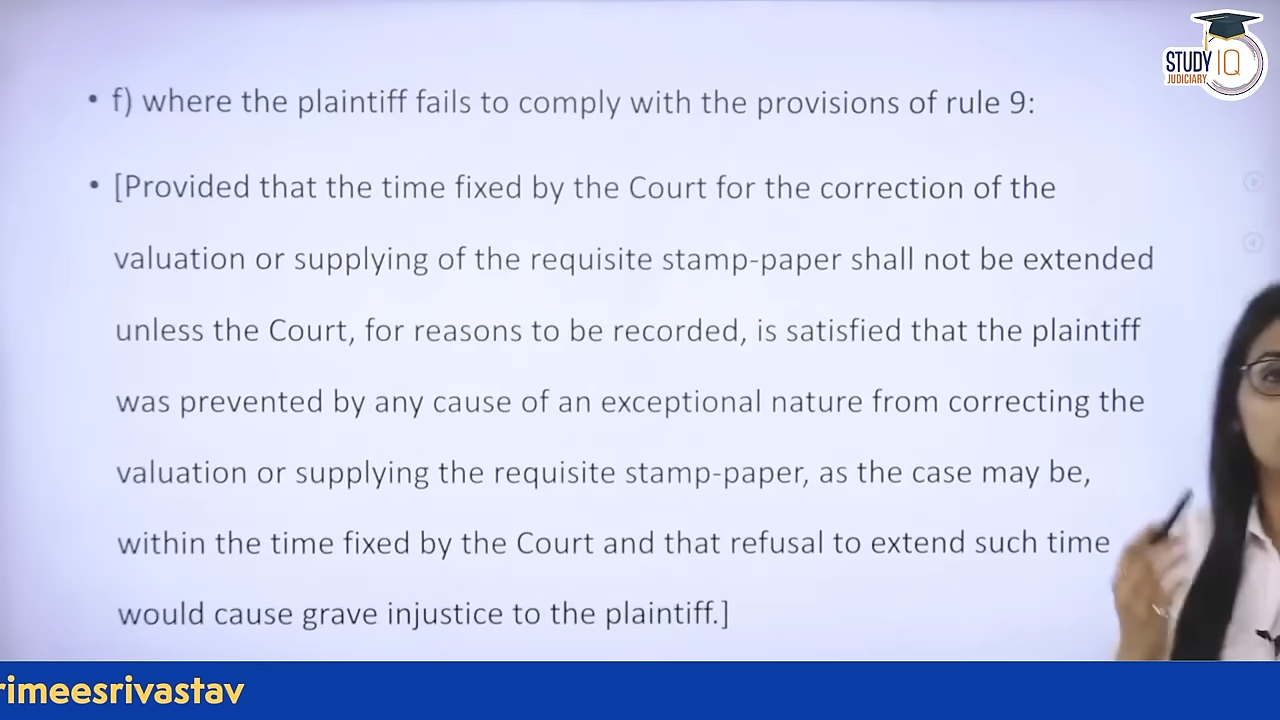 STUDY IQ
JUDICIARY
• f) where the plaintiff fails to comply with the provisions of rule 9:
• [Provided that the time fixed by the Court for the correction of the
valuation or supplying of the requisite stamp-paper shall not be extended
unless the Court, for reasons to be recorded, is satisfied that the plaintiff
was prevented by any cause of an exceptional nature from correcting the
valuation or supplying the requisite stamp-paper, as the case may be,
within the time fixed by the Court and that refusal to extend such time
would cause grave injustice to the plaintiff.]
rimeesrivastav